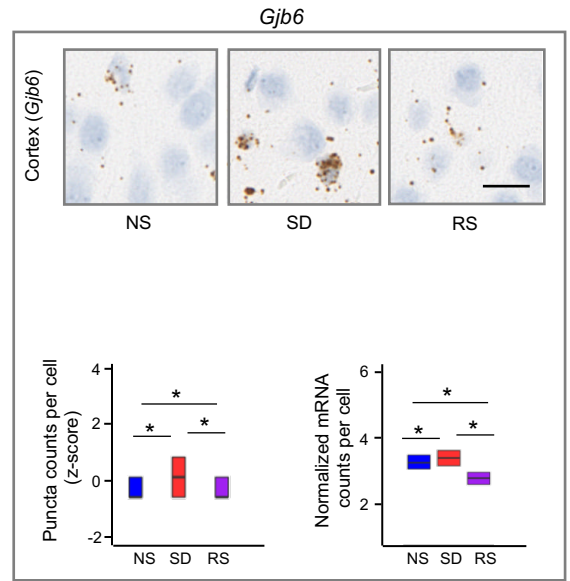 Gjb6
Cortex (Gjb6)
NS
SD
RS
Puncta counts per cell
(z-score)
4
2
0
-2
*
*
*
NS SD RS
Normalized mRNA
counts per cell
6
4
2
*
*
*
NS SD RS